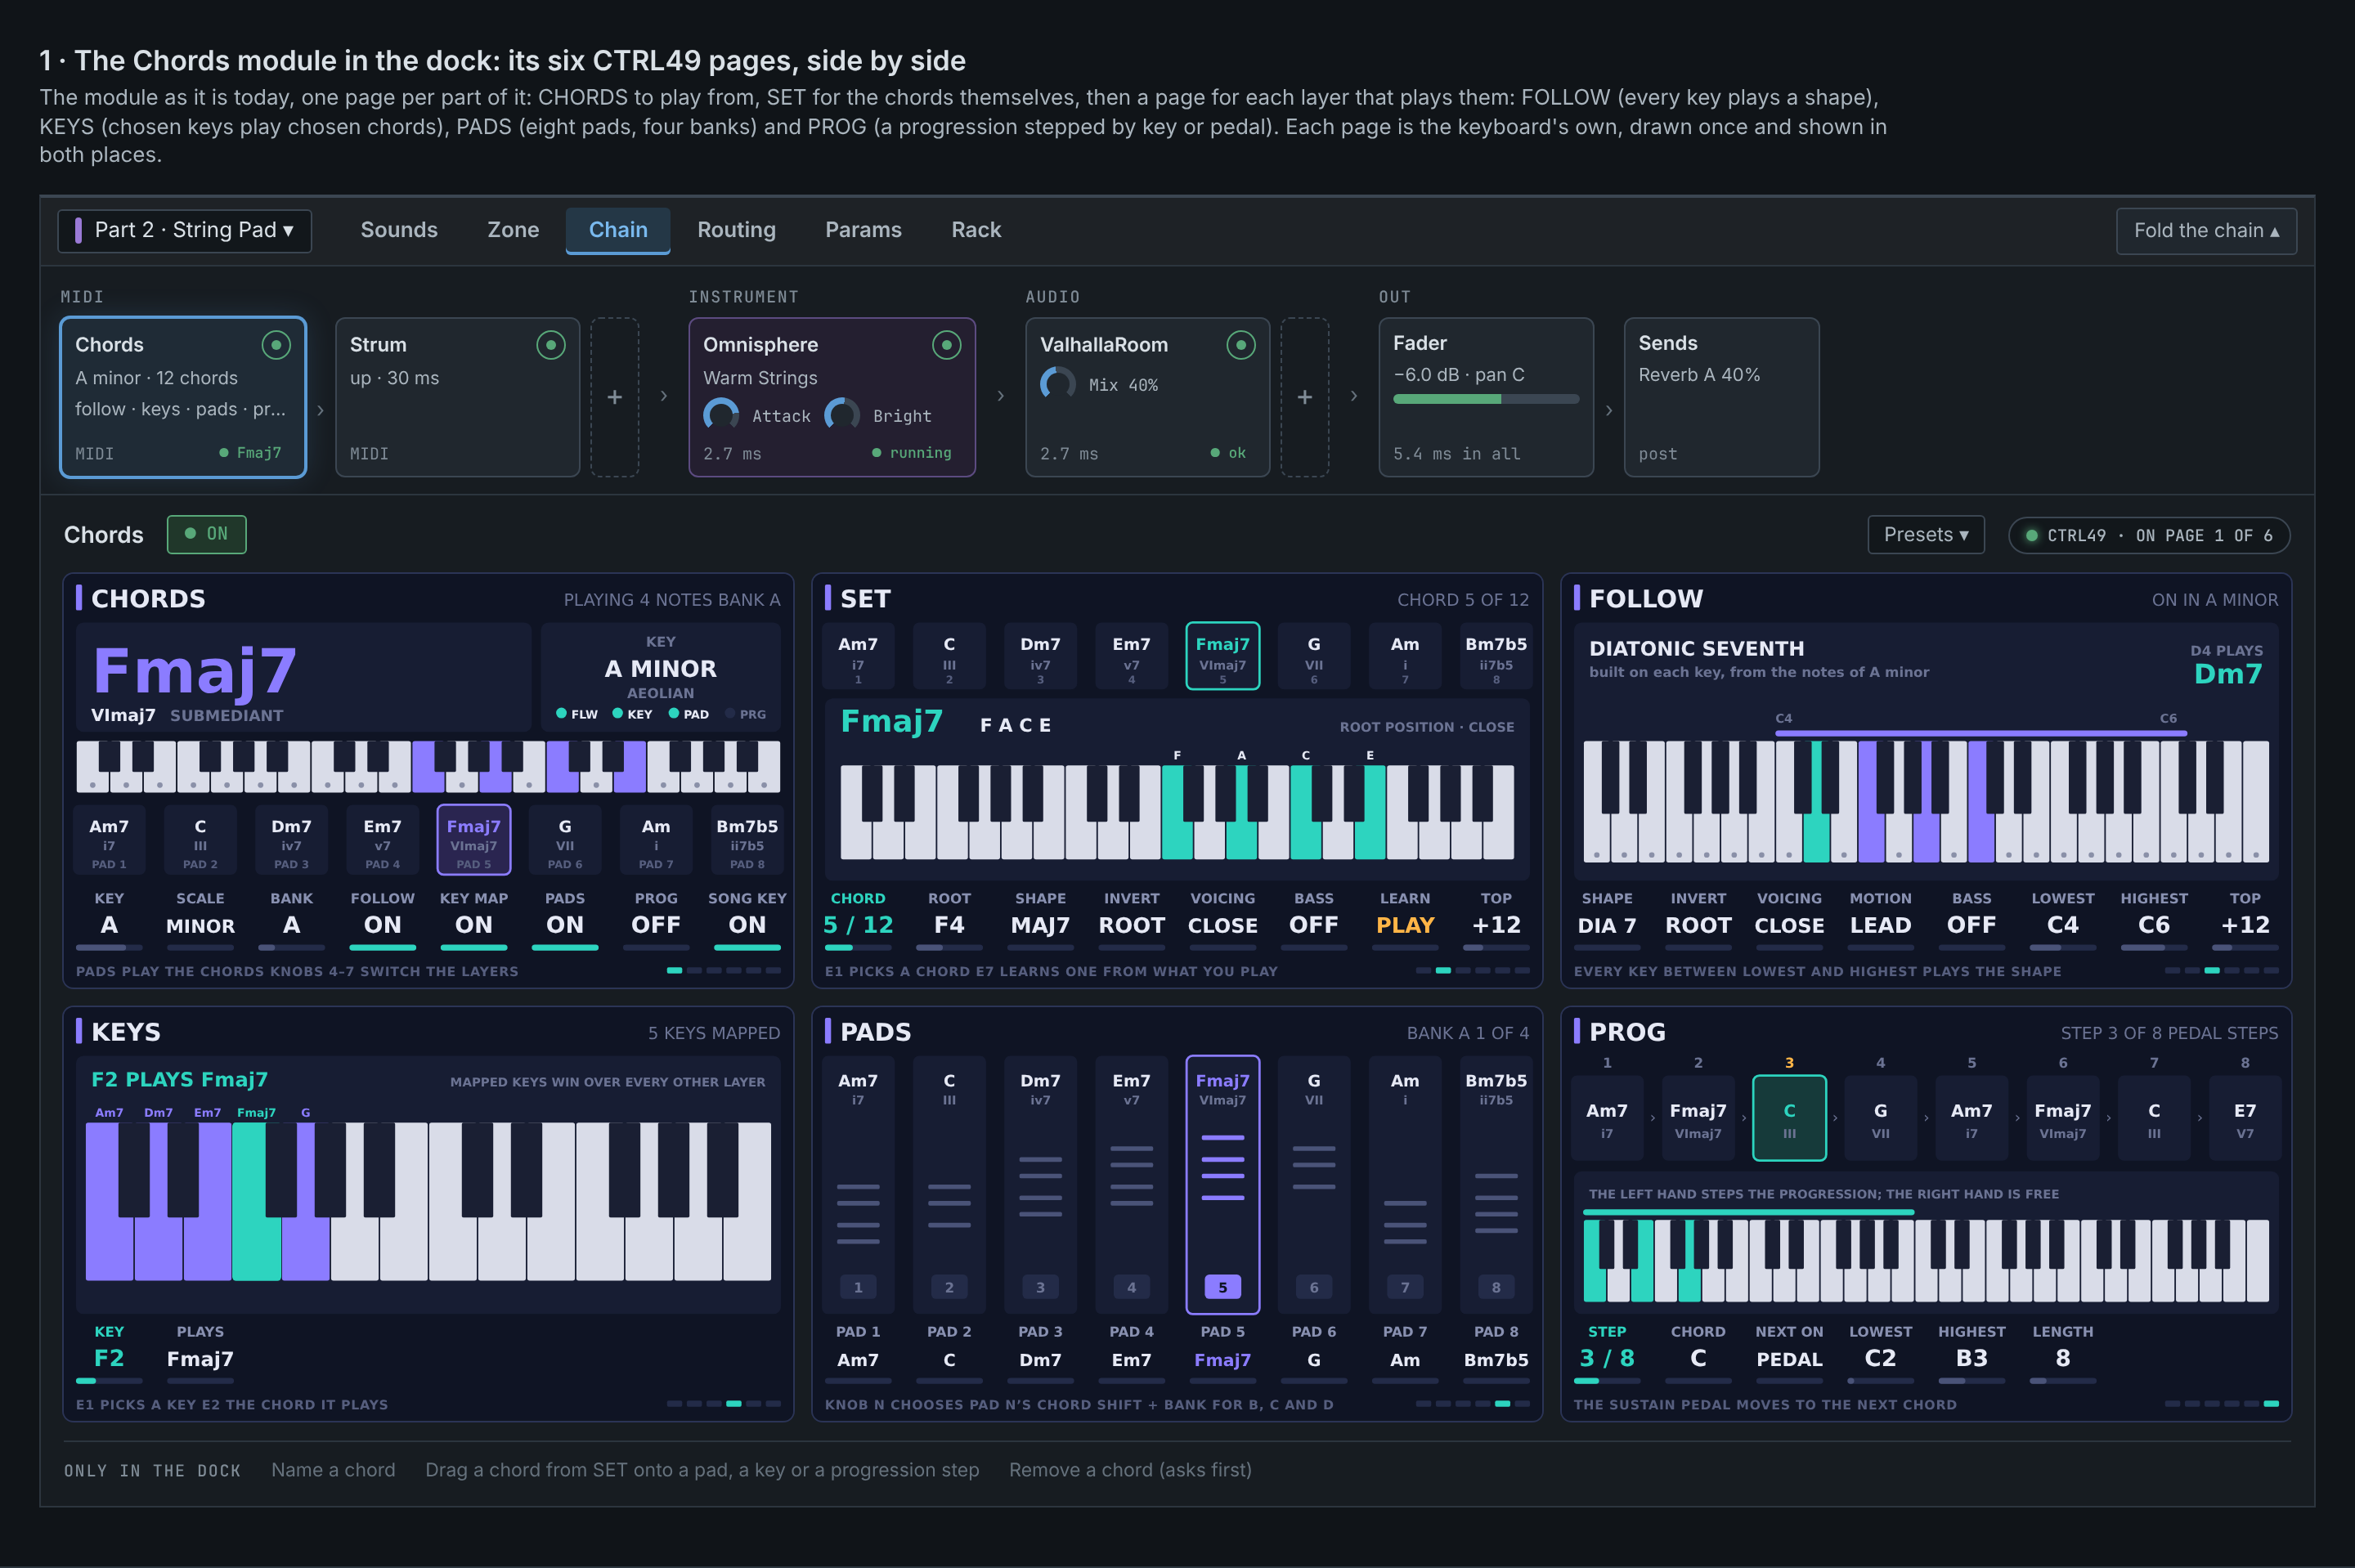 1 · The Chords module in the dock: its six CTRL49 pages, side by side
The module as it is today, one page per part of it: CHORDS to play from, SET for the chords themselves, then a page for each layer that plays them: FOLLOW (every key plays a shape),
KEYS (chosen keys play chosen chords), PADS (eight pads, four banks) and PROG (a progression stepped by key or pedal). Each page is the keyboard's own, drawn once and shown in
both places.
Part 2 · String Pad ▾ Sounds Zone Chain Routing Params Rack Fold the chain ▴
MIDI INSTRUMENT AUDIO OUT
Chords
A minor · 12 chords
follow · keys · pads · pr...
MIDI Fmaj7
›
Strum
up · 30 ms
MIDI
+
›
Omnisphere
Warm Strings
Attack Bright
2.7 ms running
›
ValhallaRoom
Mix 40%
2.7 ms ok
+
›
Fader
−6.0 dB · pan C
5.4 ms in all
›
Sends
Reverb A 40%
post
Chords ON Presets ▾ CTRL49 · ON PAGE 1 OF 6
CHORDS PLAYING 4 NOTES BANK A
Fmaj7
VImaj7 SUBMEDIANT
KEY
A MINOR
AEOLIAN
FLW KEY PAD PRG
Am7 C Dm7 Em7 Fmaj7 G Am Bm7b5
i7 III iv7 v7 VImaj7 VII i ii7b5
PAD 1 PAD 2 PAD 3 PAD 4 PAD 5 PAD 6 PAD 7 PAD 8
KEY SCALE BANK FOLLOW KEY MAP PADS PROG SONG KEY
A MINOR A ON ON ON OFF ON
PADS PLAY THE CHORDS KNOBS 4–7 SWITCH THE LAYERS
SET CHORD 5 OF 12
Am7 C Dm7 Em7 Fmaj7 G Am Bm7b5
i7 III iv7 v7 VImaj7 VII i ii7b5
1 2 3 4 5 6 7 8
Fmaj7 F A C E ROOT POSITION · CLOSE
F A C E
CHORD ROOT SHAPE INVERT VOICING BASS LEARN TOP
5 / 12 F4 MAJ7 ROOT CLOSE OFF PLAY +12
E1 PICKS A CHORD E7 LEARNS ONE FROM WHAT YOU PLAY
FOLLOW ON IN A MINOR
DIATONIC SEVENTH D4 PLAYS
built on each key, from the notes of A minor Dm7
C4 C6
SHAPE INVERT VOICING MOTION BASS LOWEST HIGHEST TOP
DIA 7 ROOT CLOSE LEAD OFF C4 C6 +12
EVERY KEY BETWEEN LOWEST AND HIGHEST PLAYS THE SHAPE
KEYS 5 KEYS MAPPED
F2 PLAYS Fmaj7 MAPPED KEYS WIN OVER EVERY OTHER LAYER
Am7 Dm7 Em7 Fmaj7 G
KEY PLAYS
F2 Fmaj7
E1 PICKS A KEY E2 THE CHORD IT PLAYS
PADS BANK A 1 OF 4
Am7 C Dm7 Em7 Fmaj7 G Am Bm7b5
i7 III iv7 v7 VImaj7 VII i ii7b5
1 2 3 4 5 6 7 8
PAD 1 PAD 2 PAD 3 PAD 4 PAD 5 PAD 6 PAD 7 PAD 8
Am7 C Dm7 Em7 Fmaj7 G Am Bm7b5
KNOB N CHOOSES PAD N’S CHORD SHIFT + BANK FOR B, C AND D
PROG STEP 3 OF 8 PEDAL STEPS
1 2 3 4 5 6 7 8
Am7 › Fmaj7 › C › G › Am7 › Fmaj7 › C › E7
i7 VImaj7 III VII i7 VImaj7 III V7
THE LEFT HAND STEPS THE PROGRESSION; THE RIGHT HAND IS FREE
STEP CHORD NEXT ON LOWEST HIGHEST LENGTH
3 / 8 C PEDAL C2 B3 8
THE SUSTAIN PEDAL MOVES TO THE NEXT CHORD
ONLY IN THE DOCK Name a chord Drag a chord from SET onto a pad, a key or a progression step Remove a chord (asks first)